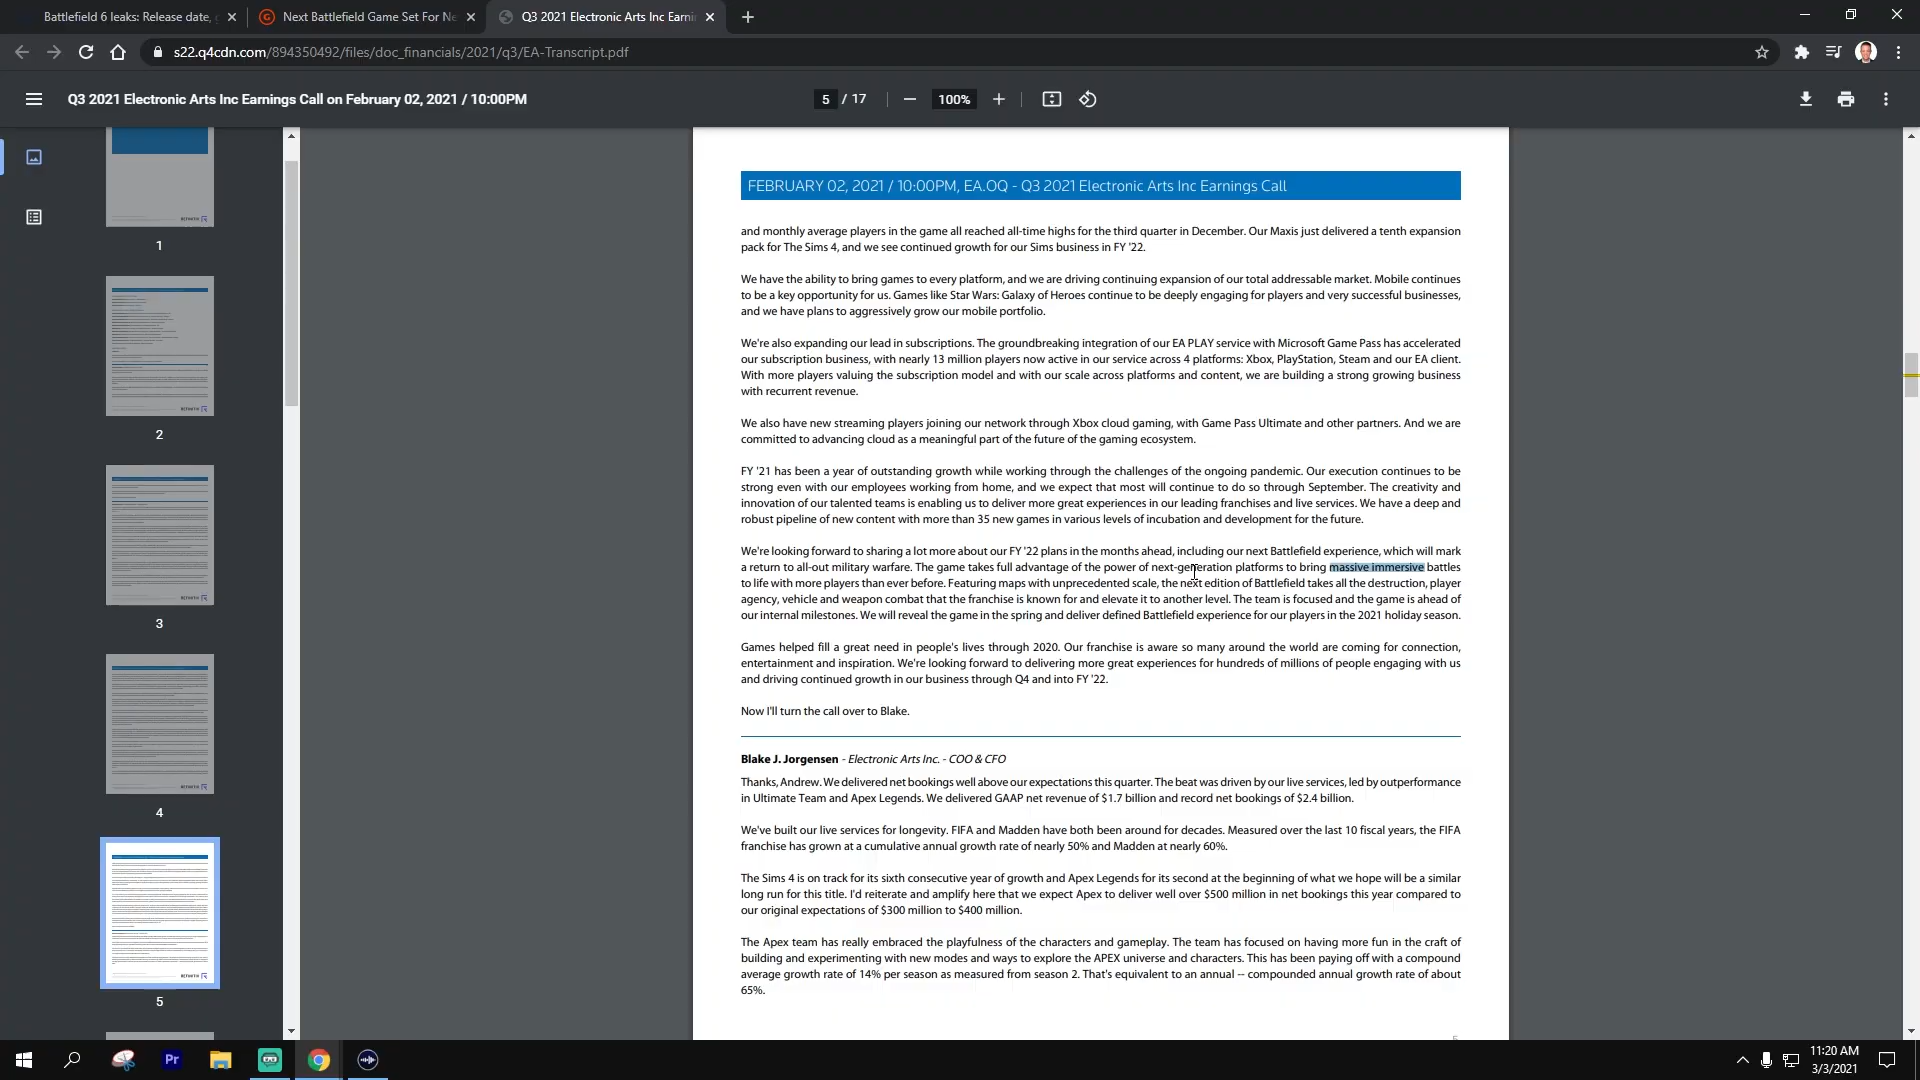 Battlefield 6 leaks: Release date,
Next Battlefield Game Set For Ne
Q3 2021 Electronic Arts Inc Earni
s22.q4cdn.com/894350492/files/doc_financials/2021/q3/EA-Transcript.pdf
Q3 2021 Electronic Arts Inc Earnings Call on February 02, 2021 / 10:00PM
5 / 17
100%
1
2
3
4
5
FEBRUARY 02, 2021 / 10:00PM, EA.OQ - Q3 2021 Electronic Arts Inc Earnings Call
and monthly average players in the game all reached all-time highs for the third quarter in December. Our Maxis just delivered a tenth expansion
pack for The Sims 4, and we see continued growth for our Sims business in FY '22.
We have the ability to bring games to every platform, and we are driving continuing expansion of our total addressable market. Mobile continues
to be a key opportunity for us. Games like Star Wars: Galaxy of Heroes continue to be deeply engaging for players and very successful businesses,
and we have plans to aggressively grow our mobile portfolio.
We're also expanding our lead in subscriptions. The groundbreaking integration of our EA PLAY service with Microsoft Game Pass has accelerated
our subscription business, with nearly 13 million players now active in our service across 4 platforms: Xbox, PlayStation, Steam and our EA client.
With more players valuing the subscription model and with our scale across platforms and content, we are building a strong growing business
with recurrent revenue.
We also have new streaming players joining our network through Xbox cloud gaming, with Game Pass Ultimate and other partners. And we are
committed to advancing cloud as a meaningful part of the future of the gaming ecosystem.
FY '21 has been a year of outstanding growth while working through the challenges of the ongoing pandemic. Our execution continues to be
strong even with our employees working from home, and we expect that most will continue to do so through September. The creativity and
innovation of our talented teams is enabling us to deliver more great experiences in our leading franchises and live services. We have a deep and
robust pipeline of new content with more than 35 new games in various levels of incubation and development for the future.
We're looking forward to sharing a lot more about our FY '22 plans in the months ahead, including our next Battlefield experience, which will mark
a return to all-out military warfare. The game takes full advantage of the power of next-generation platforms to bring massive immersive battles
to life with more players than ever before. Featuring maps with unprecedented scale, the next edition of Battlefield takes all the destruction, player
agency, vehicle and weapon combat that the franchise is known for and elevate it to another level. The team is focused and the game is ahead of
our internal milestones. We will reveal the game in the spring and deliver defined Battlefield experience for our players in the 2021 holiday season.
Games helped fill a great need in people's lives through 2020. Our franchise is aware so many around the world are coming for connection,
entertainment and inspiration. We're looking forward to delivering more great experiences for hundreds of millions of people engaging with us
and driving continued growth in our business through Q4 and into FY '22.
Now I'll turn the call over to Blake.
Blake J. Jorgensen - Electronic Arts Inc. - COO & CFO
Thanks, Andrew. We delivered net bookings well above our expectations this quarter. The beat was driven by our live services, led by outperformance
in Ultimate Team and Apex Legends. We delivered GAAP net revenue of $1.7 billion and record net bookings of $2.4 billion.
We've built our live services for longevity. FIFA and Madden have both been around for decades. Measured over the last 10 fiscal years, the FIFA
franchise has grown at a cumulative annual growth rate of nearly 50% and Madden at nearly 60%.
The Sims 4 is on track for its sixth consecutive year of growth and Apex Legends for its second at the beginning of what we hope will be a similar
long run for this title. I'd reiterate and amplify here that we expect Apex to deliver well over $500 million in net bookings this year compared to
our original expectations of $300 million to $400 million.
The Apex team has really embraced the playfulness of the characters and gameplay. The team has focused on having more fun in the craft of
building and experimenting with new modes and ways to explore the APEX universe and characters. This has been paying off with a compound
average growth rate of 14% per season as measured from season 2. That's equivalent to an annual -- compounded annual growth rate of about
65%.
Pr
11:20 AM
3/3/2021